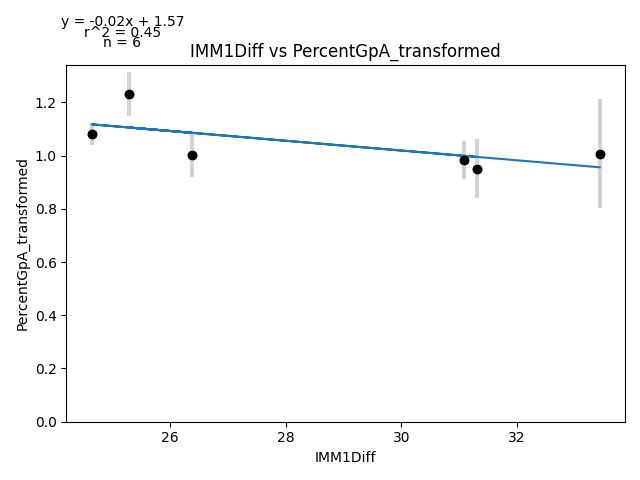 y = -0.02x + 1.57
r^2 = 0.45
n = 6
IMM1Diff vs PercentGpA_transformed
PercentGpA_transformed
1.2
1.0
0.8
0.6
0.4
0.2
0.0
26
28
30
32
IMM1Diff